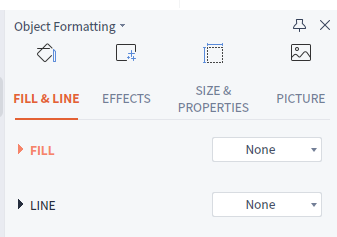 Object Formatting
FILL & LINE
EFFECTS
SIZE &
PROPERTIES
PICTURE
FILL
None
LINE
None